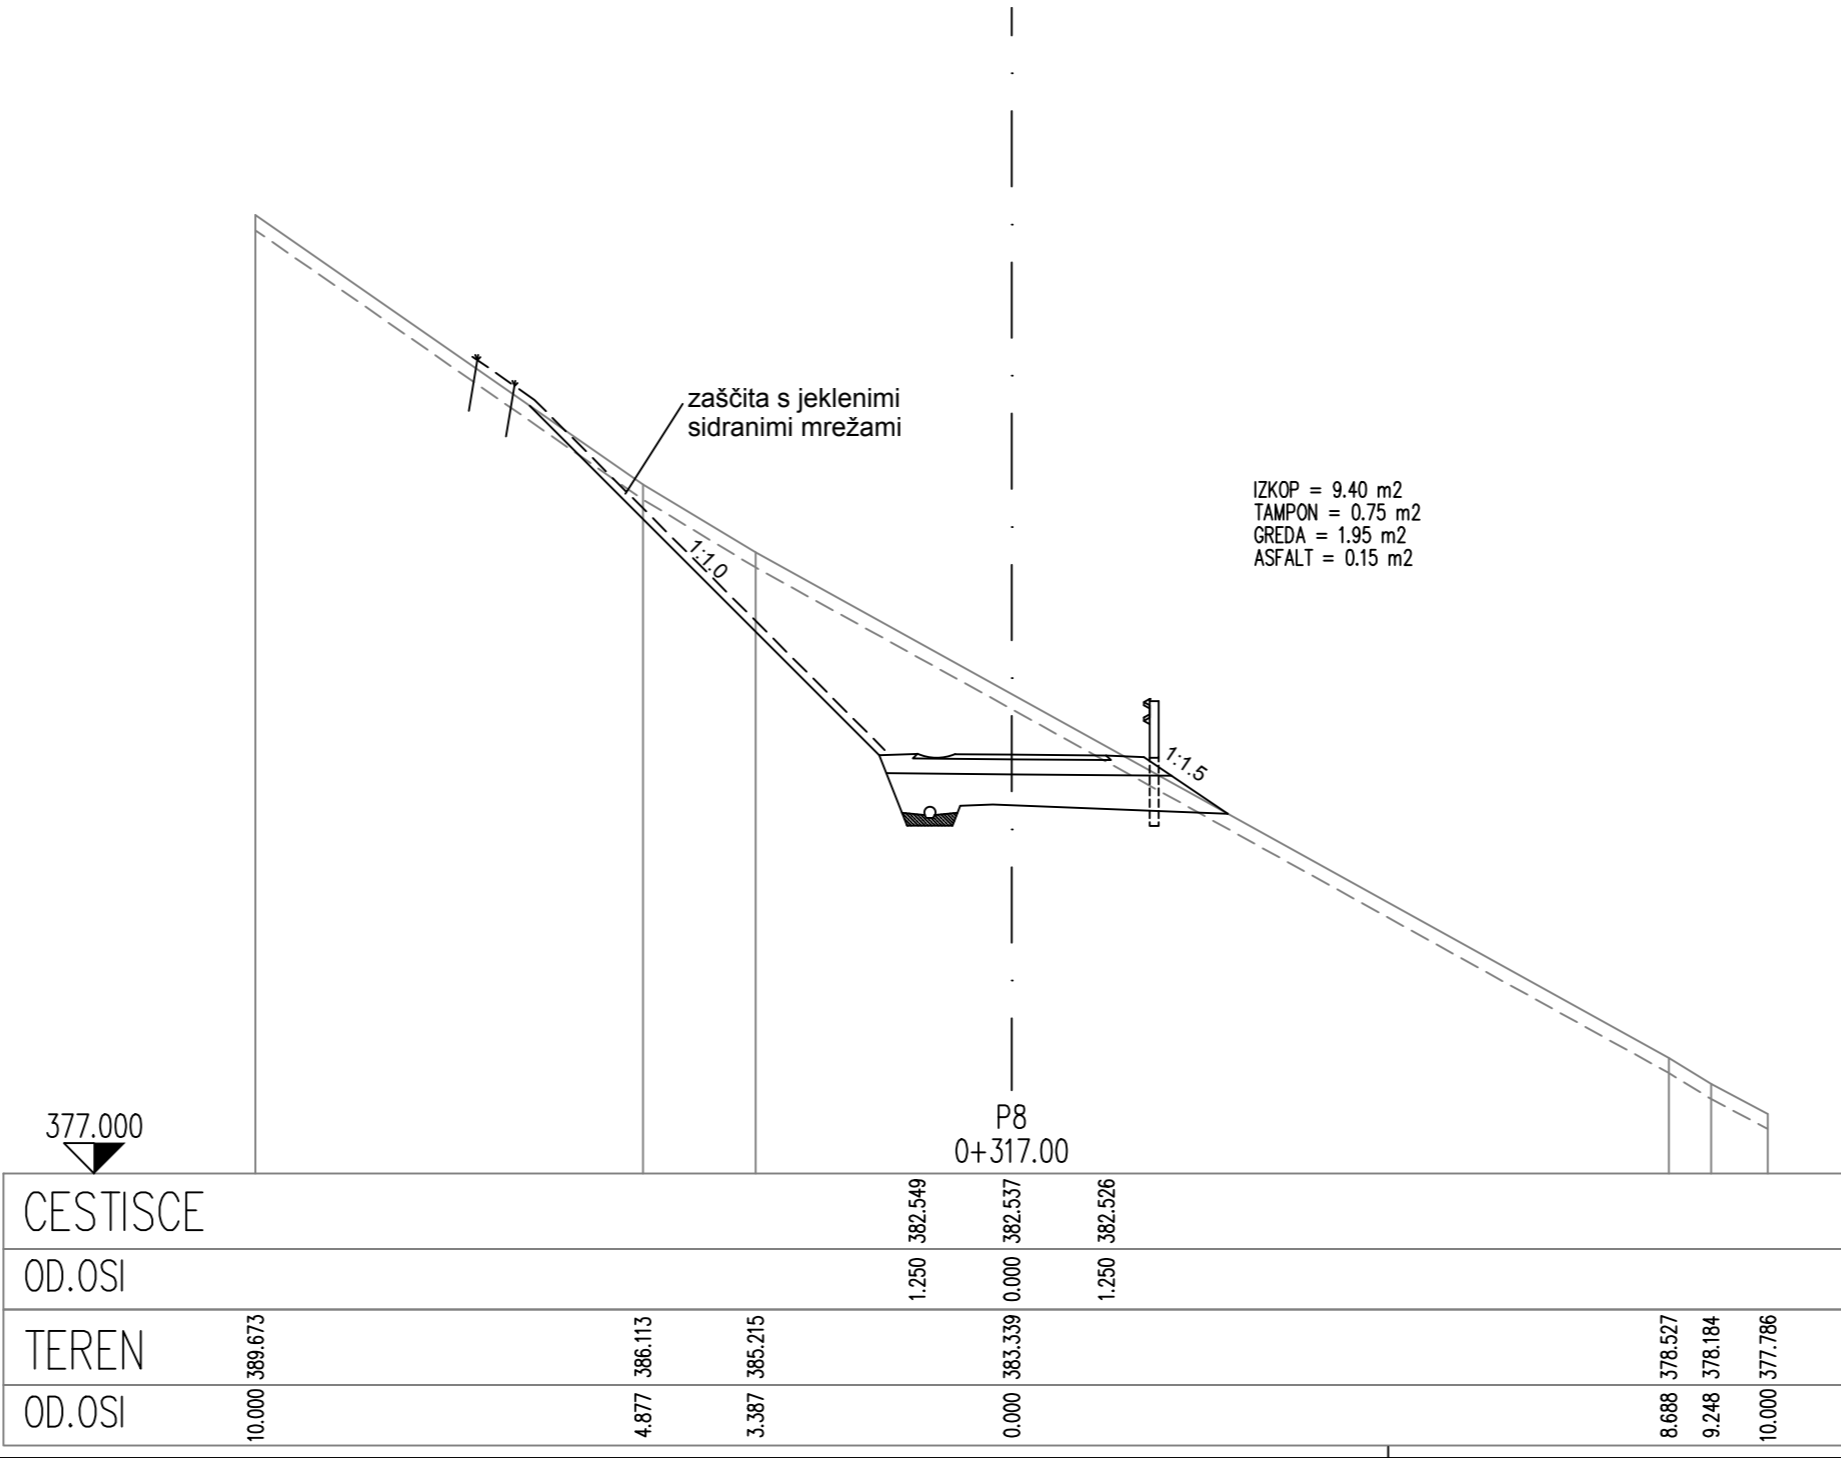 zaščita s jeklenimi
sidranimi mrežami
IZKOP = 9.40 m2
TAMPON = 0.75 m2
GREDA = 1.95 m2
ASFALT = 0.15 m2
1:1.0
1:1.5
377.000
P8
0+317.00
CESTISCE 382.549 382.537 382.526
OD.OSI 1.250 0.000 1.250
TEREN 389.673 386.113 385.215 383.339 378.527 378.184 377.786
OD.OSI 10.000 4.877 3.387 0.000 8.688 9.248 10.000